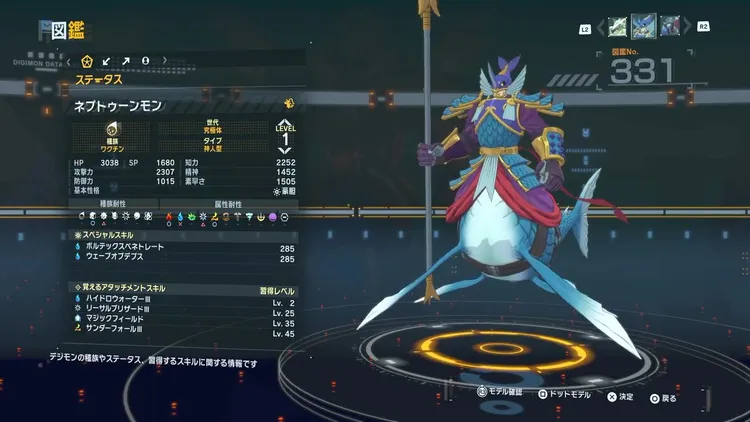 図鑑
DIGIMON DATA
L2
R2
図鑑No.
331
ステータス
ネプトゥーンモン
種族
ワクチン
世代
究極体
タイプ
神人型
LEVEL
1
HP 3038 SP 1680 知力 2252
攻撃力 2307 精神 1452
防御力 1015 素早さ 1505
基本性格 豪胆
種族耐性 属性耐性
スペシャルスキル
ボルテックスペネトレート 285
ウェーブオブデプス 285
覚えるアタッチメントスキル 習得レベル
ハイドロウォーターⅢ Lv. 2
リーサルブリザードⅢ Lv. 25
マジックフィールド Lv. 35
サンダーフォールⅢ Lv. 45
デジモンの種族やステータス、習得するスキルに関する情報です
R3 モデル確認 ドットモデル 決定 戻る